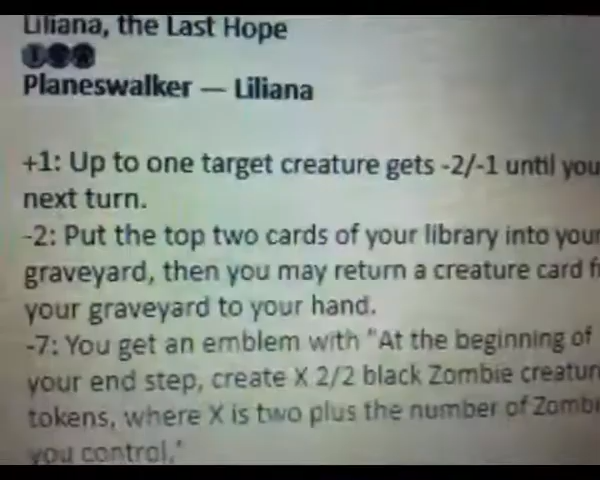 Liliana, the Last Hope
Planeswalker — Liliana
+1: Up to one target creature gets -2/-1 until you
next turn.
-2: Put the top two cards of your library into your
graveyard, then you may return a creature card f
your graveyard to your hand.
-7: You get an emblem with "At the beginning of
your end step, create X 2/2 black Zombie creatur
tokens, where X is two plus the number of Zombi
you control."